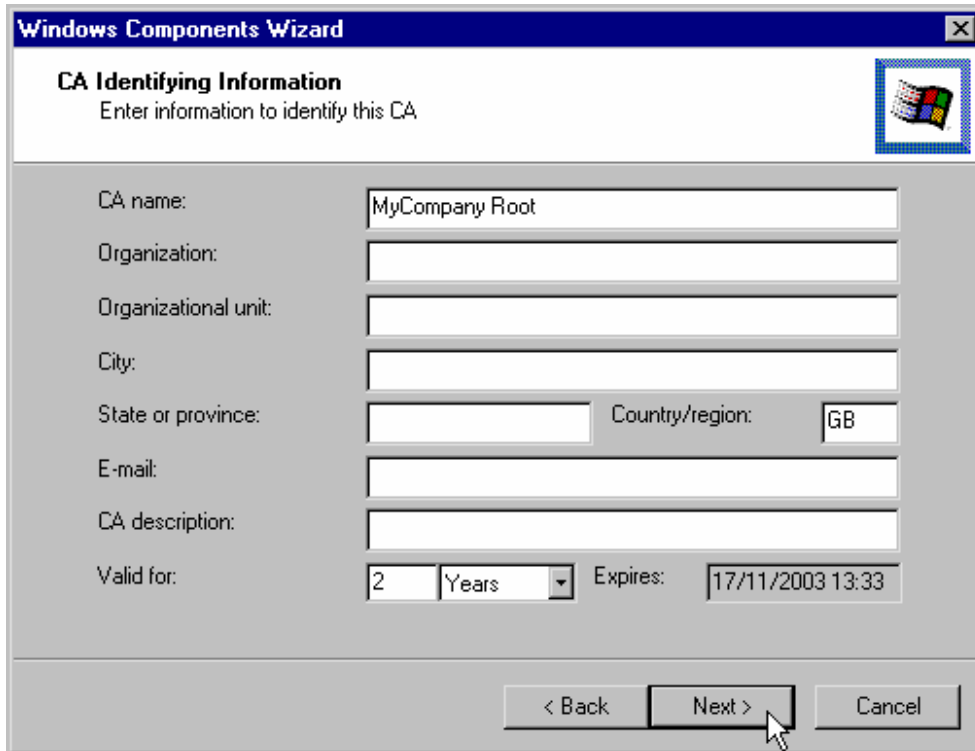 Windows Components Wizard
CA Identifying Information
Enter information to identify this CA
CA name: MyCompany Root
Organization:
Organizational unit:
City:
State or province: Country/region: GB
E-mail:
CA description:
Valid for: 2 Years Expires: 17/11/2003 13:33
< Back Next > Cancel